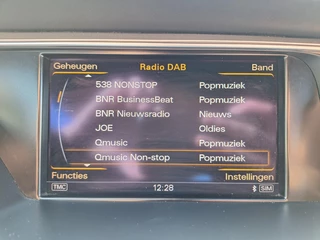 Geheugen Radio DAB Band
538 NONSTOP Popmuziek
BNR BusinessBeat Popmuziek
BNR Nieuwsradio Nieuws
JOE Oldies
Qmusic Popmuziek
Qmusic Non-stop Popmuziek
Functies Instellingen
TMC 12:28 SIM